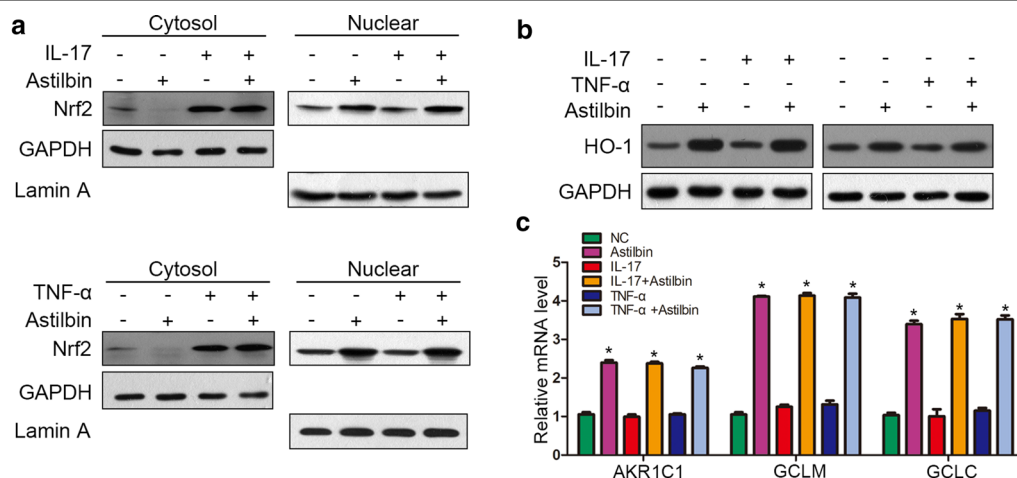 a
Cytosol Nuclear
IL-17 - - + + - - + +
Astilbin - + - + - + - +
Nrf2
GAPDH
Lamin A
Cytosol Nuclear
TNF-α - - + + - - + +
Astilbin - + - + - + - +
Nrf2
GAPDH
Lamin A
b
IL-17 - - + + - - - -
TNF-α - - - - - - + +
Astilbin - + - + - + - +
HO-1
GAPDH
c
NC
Astilbin
IL-17
IL-17+Astilbin
TNF-α
TNF-α +Astilbin
Relative mRNA level
5
4
3
2
1
0
* * * * * * * * *
AKR1C1 GCLM GCLC